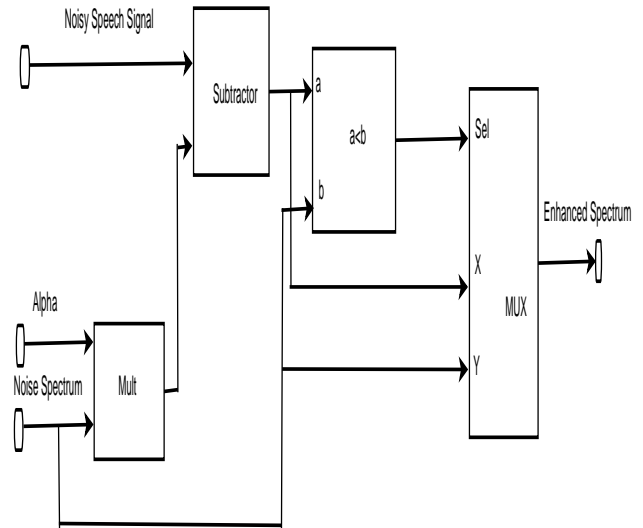 Noisy Speech Signal
Subtractor
a
a<b
b
Sel
X
Y
MUX
Enhanced Spectrum
Alpha
Noise Spectrum
Mult